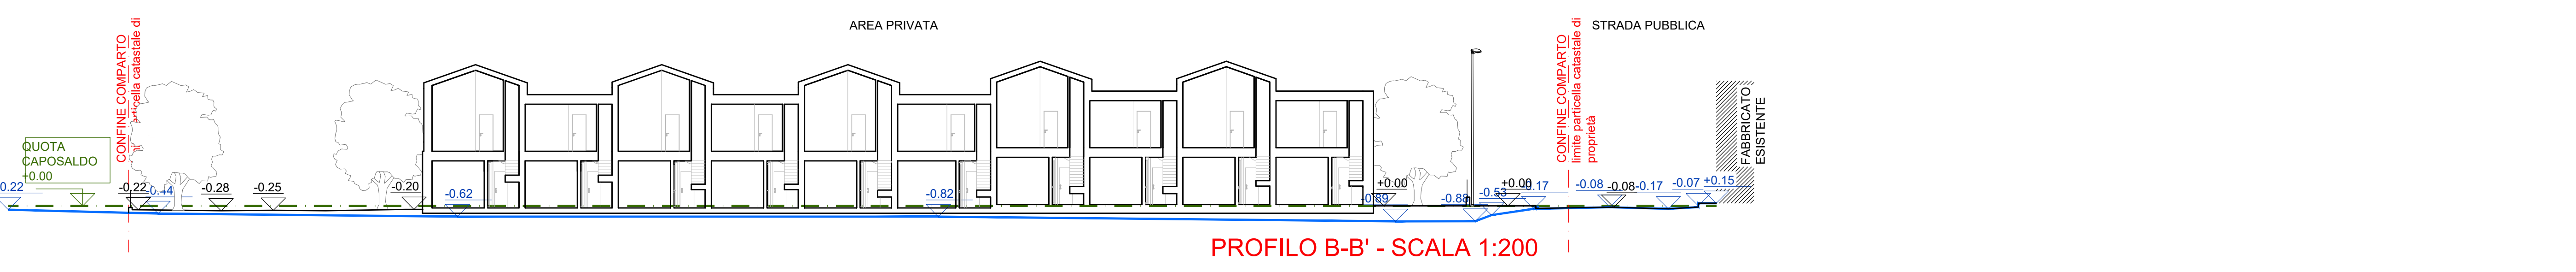 AREA PRIVATA
STRADA PUBBLICA
CONFINE COMPARTO
particella catastale di
CONFINE COMPARTO
limite particella catastale di
proprietà
FABBRICATO
ESISTENTE
QUOTA
CAPOSALDO
+0.00
0.22
-0.22
-0.44
-0.28
-0.25
-0.20
-0.62
-0.82
+0.00
-0.89
-0.88
-0.53
+0.00
-0.17
-0.08
-0.08
-0.17
-0.07
+0.15
PROFILO B-B' - SCALA 1:200